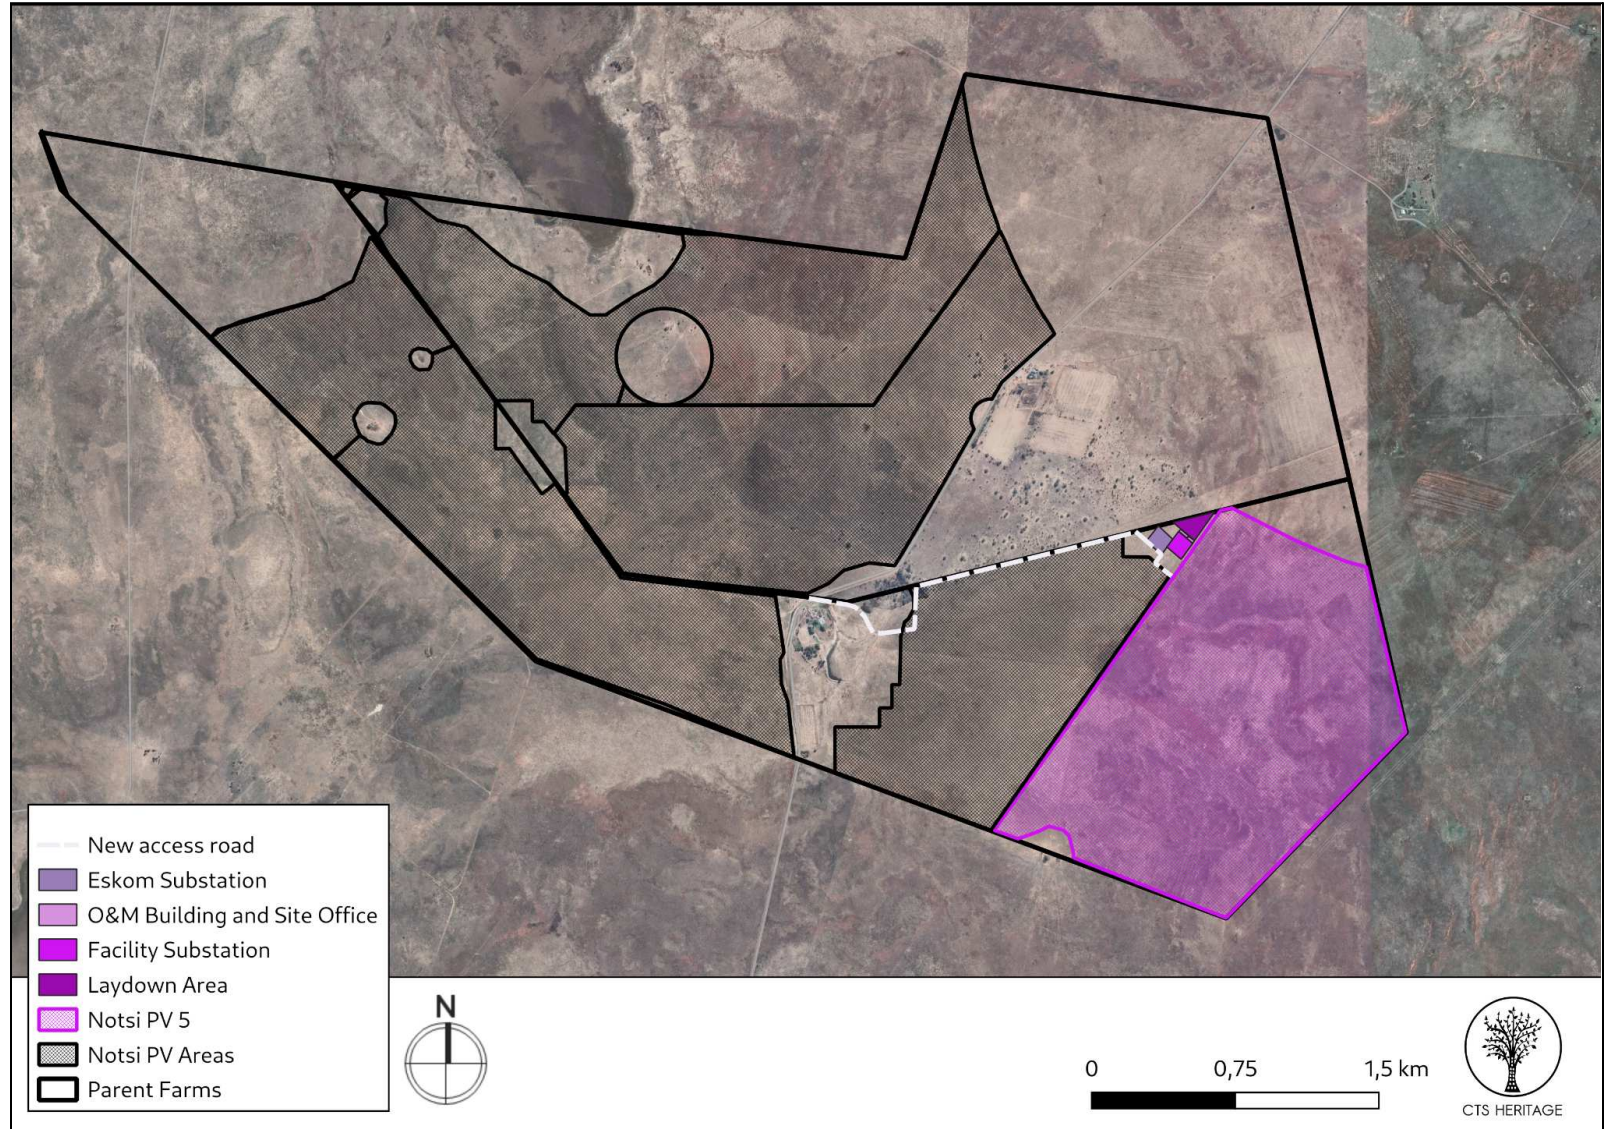 New access road
Eskom Substation
O&M Building and Site Office
Facility Substation
Laydown Area
Notsi PV 5
Notsi PV Areas
Parent Farms
N
0 0,75 1,5 km
CTS HERITAGE